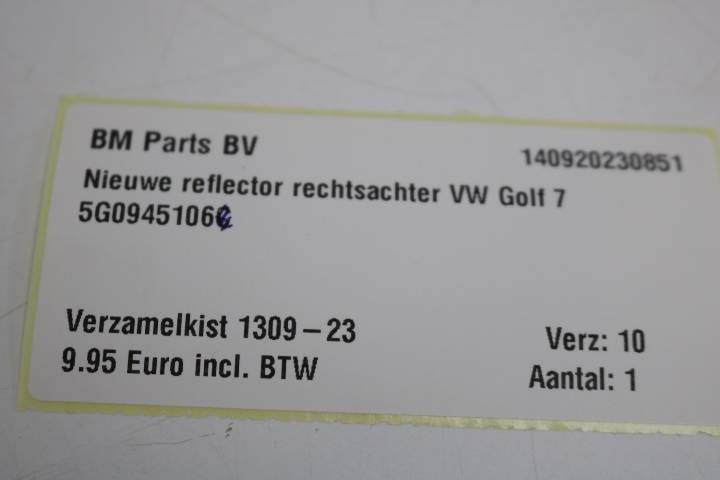 BM Parts BV
140920230851
Nieuwe reflector rechtsachter VW Golf 7
5G0945106
Verzamelkist 1309-23
Verz: 10
9.95 Euro incl. BTW
Aantal: 1